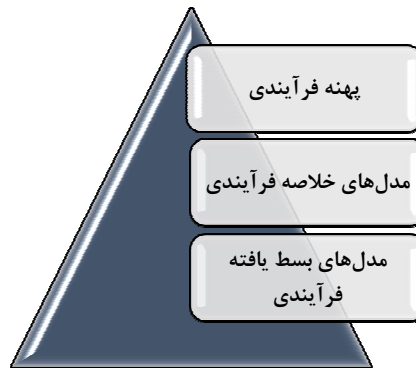 پهنه فرآیندی
مدل‌های خلاصه فرآیندی
مدل‌های بسط یافته
فرآیندی